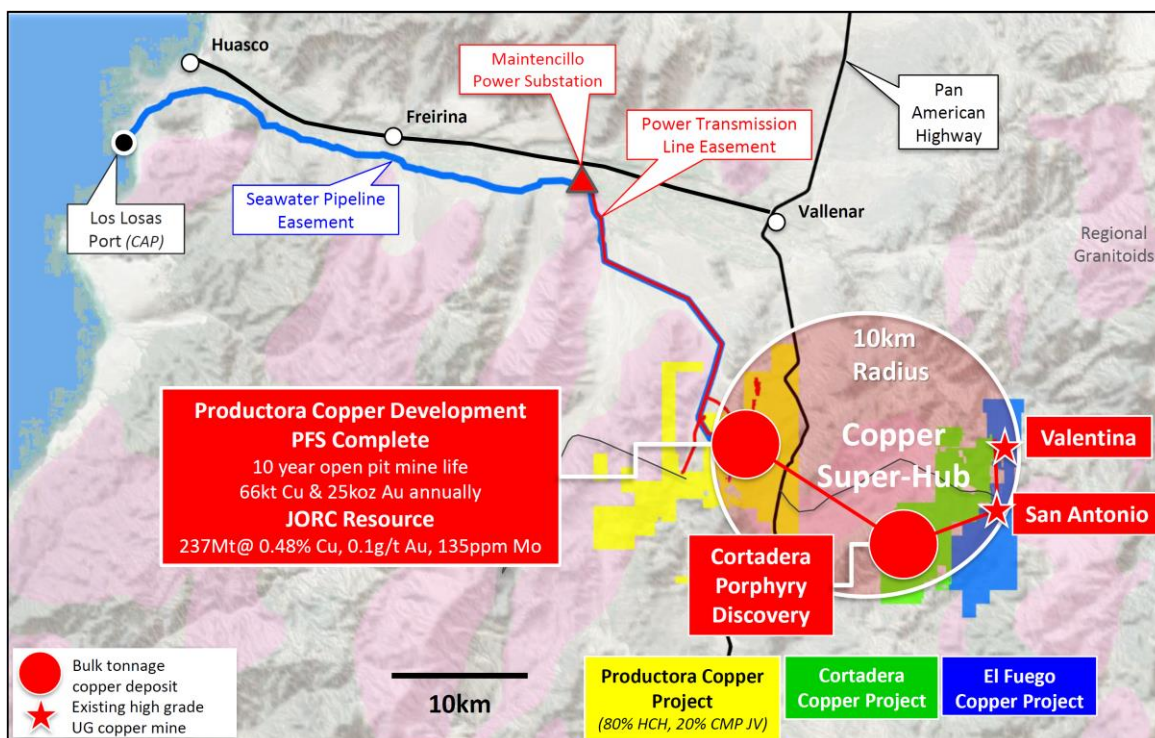 Huasco
Maintencillo
Power Substation
Pan
American
Highway
Freirina
Power Transmission
Line Easement
Seawater Pipeline
Easement
Los Losas
Port (CAP)
Vallenar
Regional
Granitoids
10km
Radius
Copper
Super-Hub
Productora Copper Development
PFS Complete
10 year open pit mine life
66kt Cu & 25koz Au annually
JORC Resource
237Mt@ 0.48% Cu, 0.1g/t Au, 135ppm Mo
Valentina
San Antonio
Cortadera
Porphyry
Discovery
Bulk tonnage
copper deposit
Existing high grade
UG copper mine
10km
Productora Copper
Project
(80% HCH, 20% CMP JV)
Cortadera
Copper Project
El Fuego
Copper Project